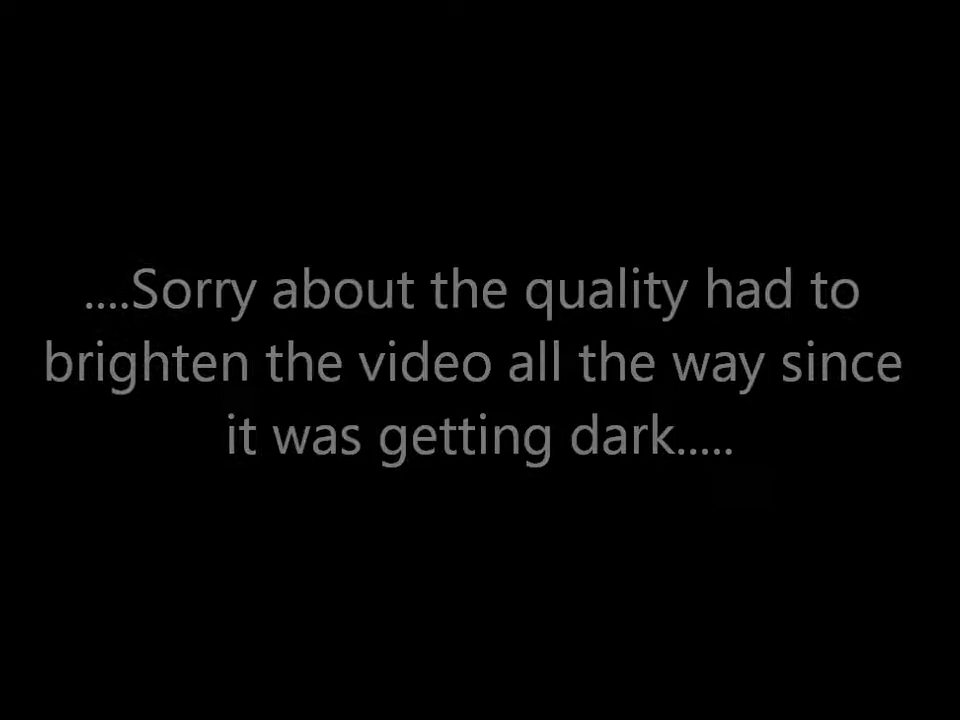 ....Sorry about the quality had to
brighten the video all the way since
it was getting dark.....